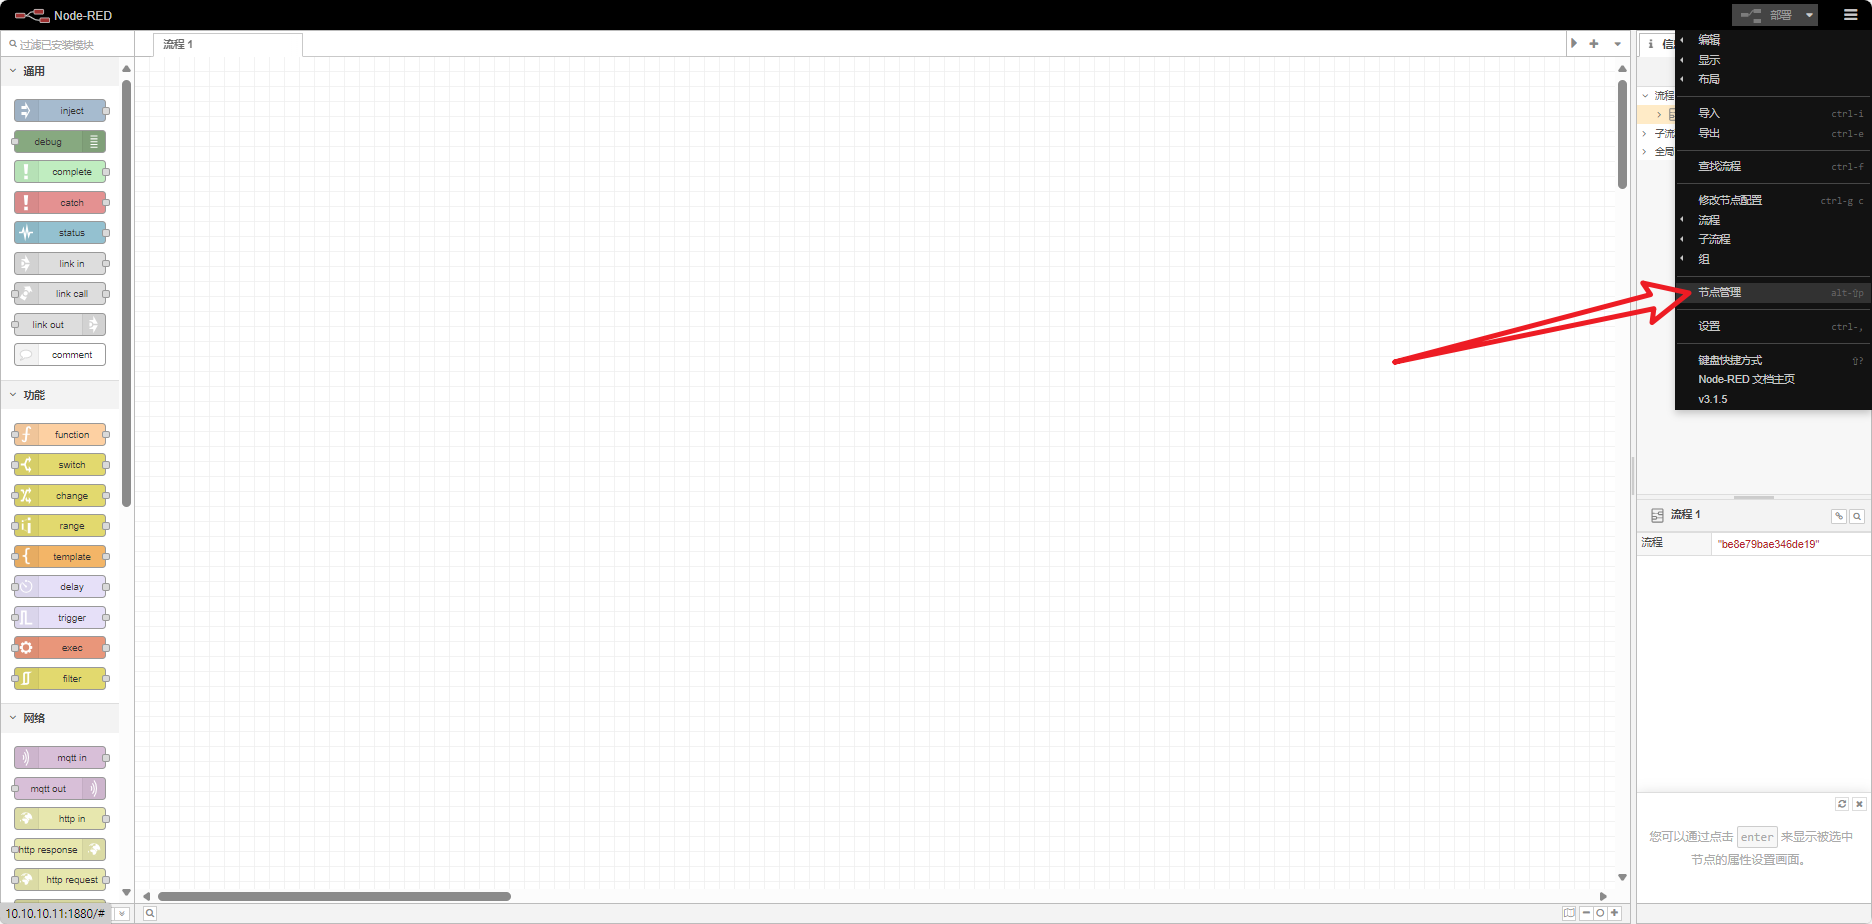 Node-RED
部署
过滤已安装模块
流程 1
通用
inject
debug
complete
catch
status
link in
link call
link out
comment
功能
function
switch
change
range
template
delay
trigger
exec
filter
网络
mqtt in
mqtt out
http in
http response
http request
10.10.10.11:1880/#
流程
子流
全局
编辑
显示
布局
导入 ctrl-i
导出 ctrl-e
查找流程 ctrl-f
修改节点配置 ctrl-g c
流程
子流程
组
节点管理 alt-⇧p
设置 ctrl-,
键盘快捷方式 ⇧?
Node-RED 文档主页
v3.1.5
流程 1
流程 "be8e79bae346de19"
您可以通过点击 enter 来显示被选中
节点的属性设置画面。